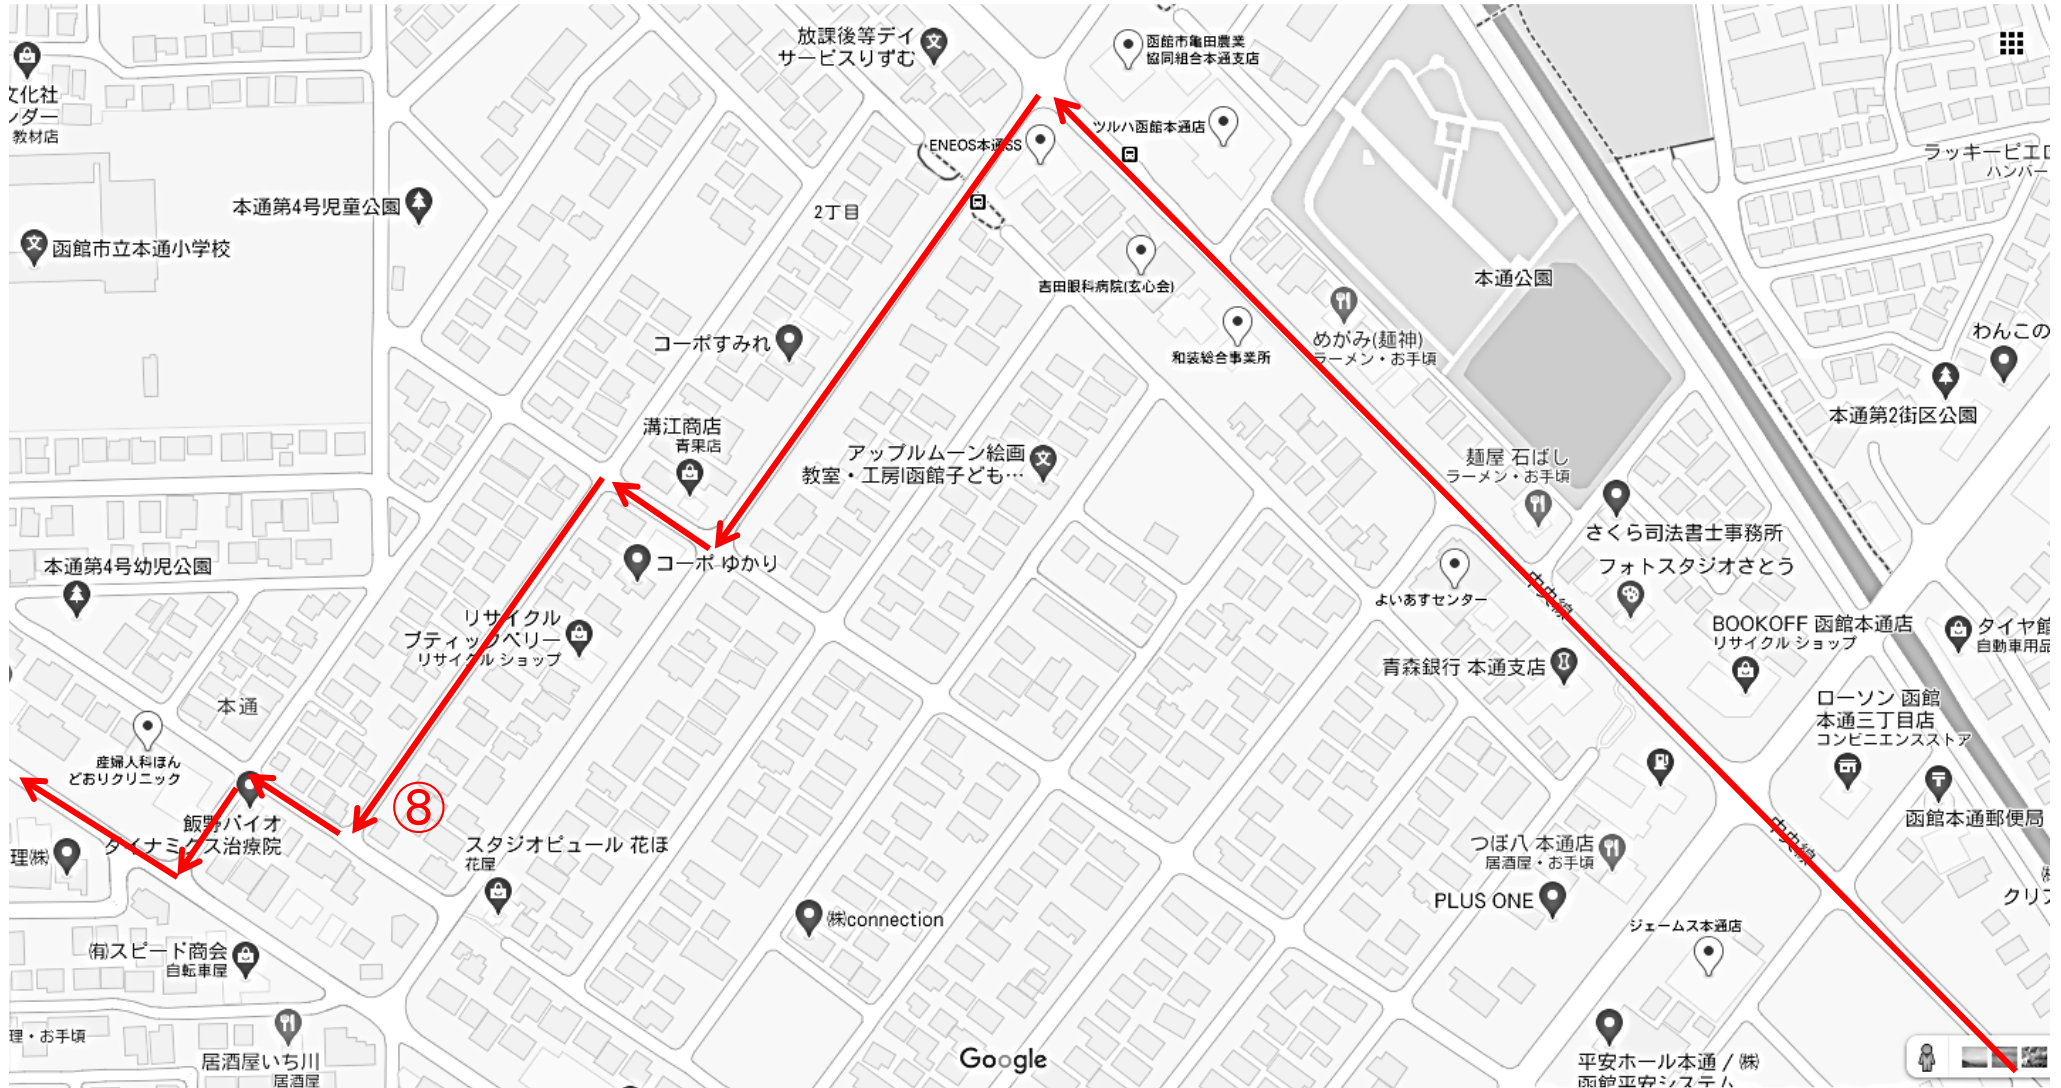 放課後等デイ
サービスりずむ
函館市亀田農業
協同組合本通支店
文化社
ンダー
教材店
ツルハ函館本通店
ENEOS本通SS
ラッキーピエロ
ハンバー
本通第4号児童公園
2丁目
函館市立本通小学校
本通公園
吉田眼科病院(玄心会)
コーポすみれ
和装総合事業所
めがみ(麺神)
ラーメン・お手頃
わんこの
本通第2街区公園
溝江商店
青果店
アップルムーン絵画
教室・工房|函館子ども…
麺屋 石ばし
ラーメン・お手頃
さくら司法書士事務所
コーポ ゆかり
本通第4号幼児公園
フォトスタジオさとう
よいあすセンター
中央線
リサイクル
ブティックベリー
リサイクル ショップ
BOOKOFF 函館本通店
リサイクル ショップ
タイヤ館
自動車用品
青森銀行 本通支店
ローソン 函館
本通三丁目店
コンビニエンスストア
本通
産婦人科ほん
どおりクリニック
⑧
函館本通郵便局
飯野バイオ
ダイナミクス治療院
理㈱
スタジオピュール 花ほ
花屋
つぼ八 本通店
居酒屋・お手頃
中央線
PLUS ONE
クリフ
㈱connection
ジェームス本通店
㈲スピード商会
自転車屋
理・お手頃
居酒屋いち川
居酒屋
Google
平安ホール本通 / ㈱
函館平安システム